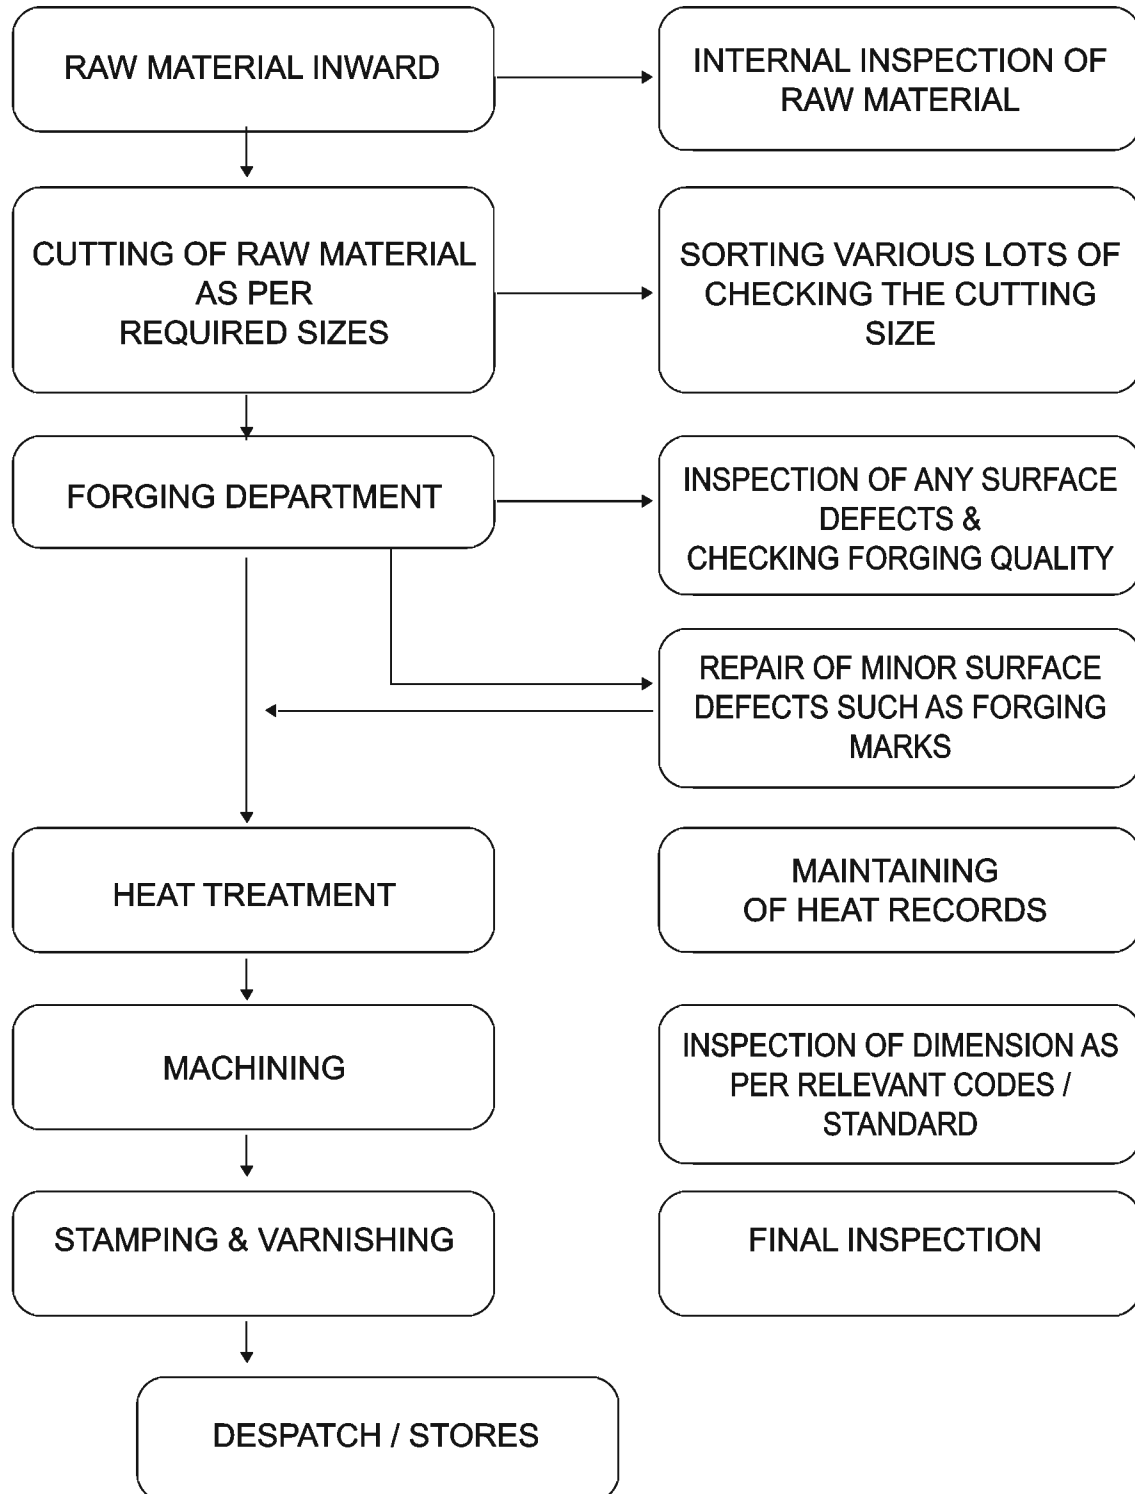 RAW MATERIAL INWARD
INTERNAL INSPECTION OF
RAW MATERIAL
CUTTING OF RAW MATERIAL
AS PER
REQUIRED SIZES
SORTING VARIOUS LOTS OF
CHECKING THE CUTTING
SIZE
FORGING DEPARTMENT
INSPECTION OF ANY SURFACE
DEFECTS &
CHECKING FORGING QUALITY
REPAIR OF MINOR SURFACE
DEFECTS SUCH AS FORGING
MARKS
HEAT TREATMENT
MAINTAINING
OF HEAT RECORDS
MACHINING
INSPECTION OF DIMENSION AS
PER RELEVANT CODES /
STANDARD
STAMPING & VARNISHING
FINAL INSPECTION
DESPATCH / STORES